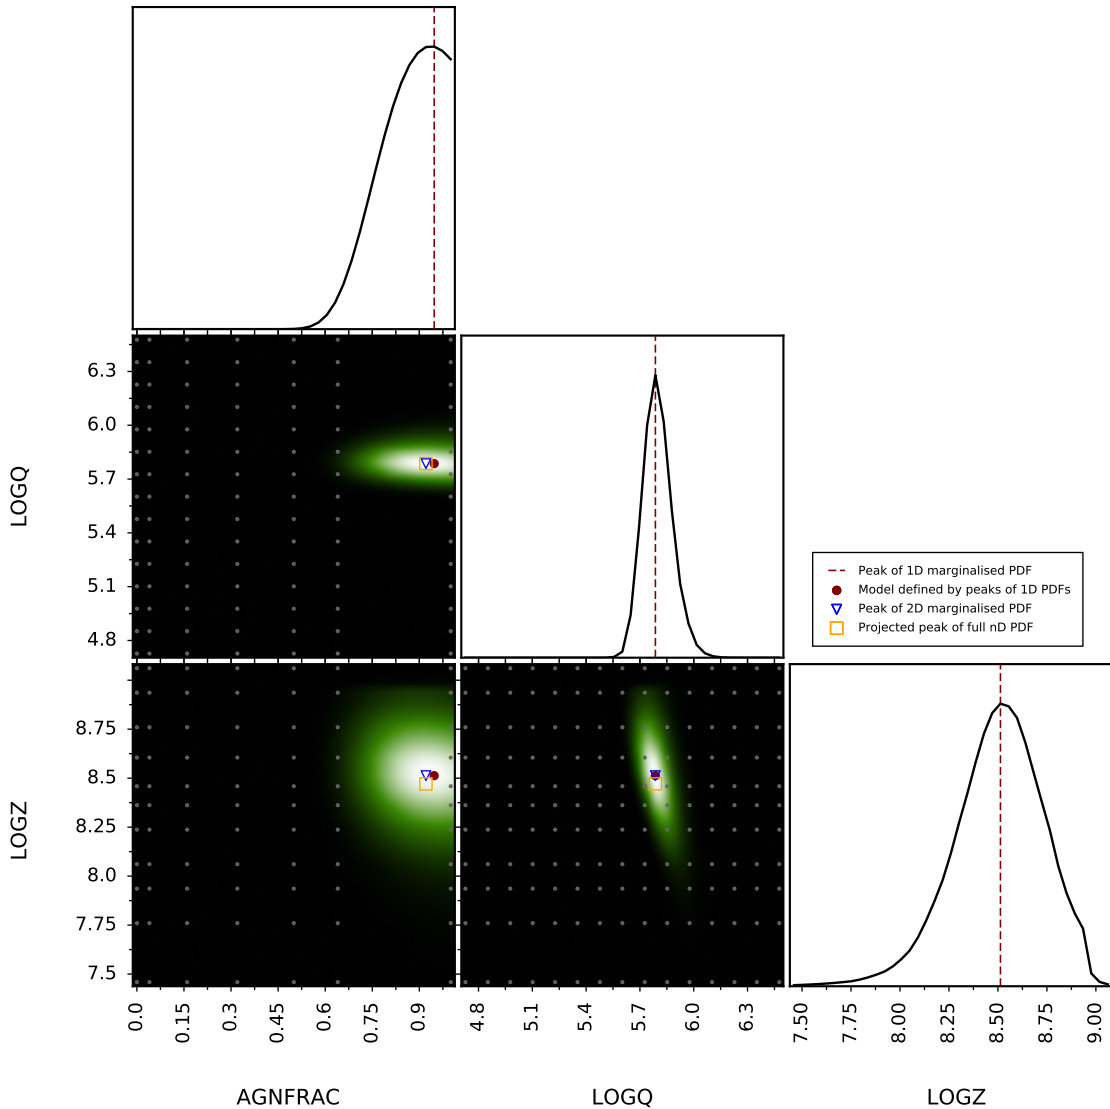 6.3
6.0
5.7
5.4
5.1
4.8
LOGQ
Peak of 1D marginalised PDF
Model defined by peaks of 1D PDFs
Peak of 2D marginalised PDF
Projected peak of full nD PDF
8.75
8.5
8.25
8.0
7.75
7.5
LOGZ
0.0 0.15 0.3 0.45 0.6 0.75 0.9
4.8 5.1 5.4 5.7 6.0 6.3
7.50 7.75 8.00 8.25 8.50 8.75 9.00
AGNFRAC LOGQ LOGZ